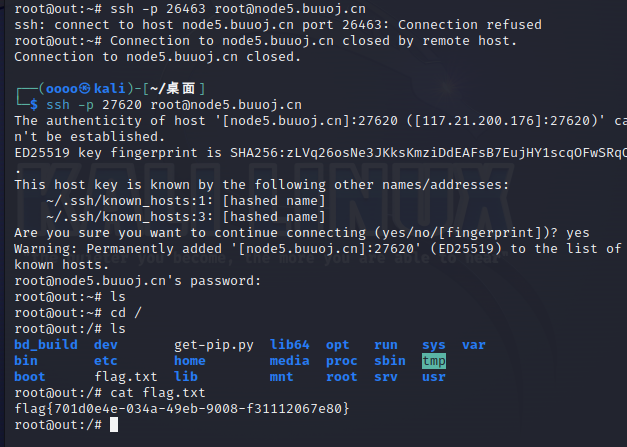 root@out:~# ssh -p 26463 root@node5.buuoj.cn
ssh: connect to host node5.buuoj.cn port 26463: Connection refused
root@out:~# Connection to node5.buuoj.cn closed by remote host.
Connection to node5.buuoj.cn closed.
┌──(oooo㉿kali)-[~/桌面]
└─$ ssh -p 27620 root@node5.buuoj.cn
The authenticity of host '[node5.buuoj.cn]:27620 ([117.21.200.176]:27620)' ca
n't be established.
ED25519 key fingerprint is SHA256:zLVq26osNe3JKksKmziDdEAFsB7EujHY1scqOFwSRqC
.
This host key is known by the following other names/addresses:
    ~/.ssh/known_hosts:1: [hashed name]
    ~/.ssh/known_hosts:3: [hashed name]
Are you sure you want to continue connecting (yes/no/[fingerprint])? yes
Warning: Permanently added '[node5.buuoj.cn]:27620' (ED25519) to the list of
known hosts.
root@node5.buuoj.cn's password:
root@out:~# ls
root@out:~# cd /
root@out:/# ls
bd_build  dev  get-pip.py  lib64  opt  run  sys  var
bin  etc  home  media  proc  sbin  tmp
boot  flag.txt  lib  mnt  root  srv  usr
root@out:/# cat flag.txt
flag{701d0e4e-034a-49eb-9008-f31112067e80}
root@out:/#